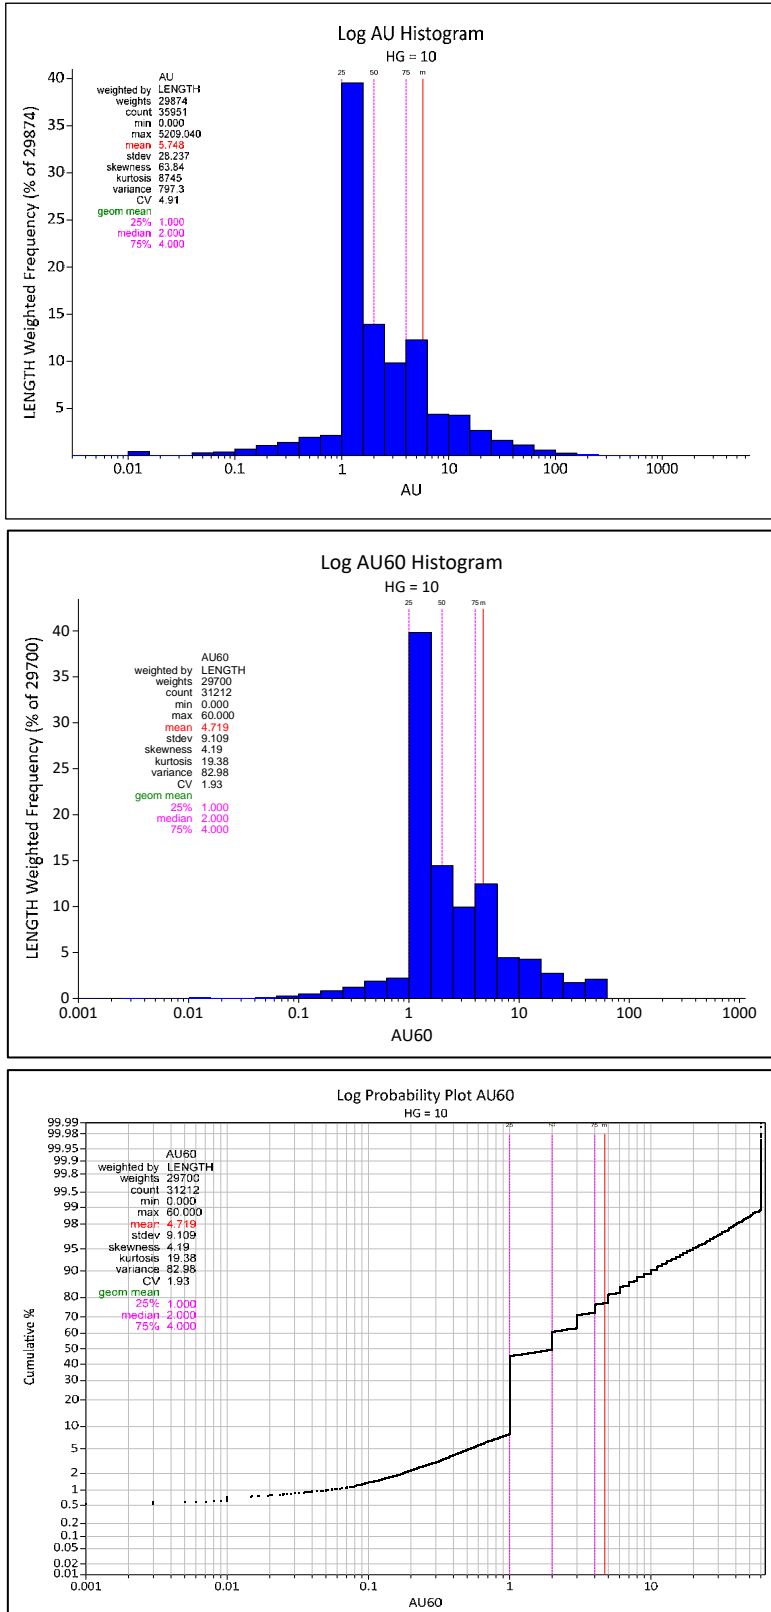 Log AU Histogram
HG = 10
25 50 75 m
AU
weighted by LENGTH
weights 29874
count 35951
min 0.000
max 5209.040
mean 5.748
stdev 28.237
skewness 63.84
kurtosis 8745
variance 797.3
CV 4.91
geom mean
25% 1.000
median 2.000
75% 4.000
LENGTH Weighted Frequency (% of 29874)
40
35
30
25
20
15
10
5
0.01 0.1 1 10 100 1000
AU
Log AU60 Histogram
HG = 10
25 50 75 m
AU60
weighted by LENGTH
weights 29700
count 31212
min 0.000
max 60.000
mean 4.719
stdev 9.109
skewness 4.19
kurtosis 19.38
variance 82.98
CV 1.93
geom mean
25% 1.000
median 2.000
75% 4.000
LENGTH Weighted Frequency (% of 29700)
40
35
30
25
20
15
10
5
0
0.001 0.01 0.1 1 10 100 1000
AU60
Log Probability Plot AU60
HG = 10
25 50 75 m
AU60
weighted by LENGTH
weights 29700
count 31212
min 0.000
max 60.000
mean 4.719
stdev 9.109
skewness 4.19
kurtosis 19.38
variance 82.98
CV 1.93
geom mean
25% 1.000
median 2.000
75% 4.000
Cumulative %
99.99
99.98
99.95
99.9
99.8
99.5
99
98
95
90
80
70
60
50
40
30
20
10
5
2
1
0.5
0.2
0.1
0.05
0.02
0.01
0.001 0.01 0.1 1 10
AU60